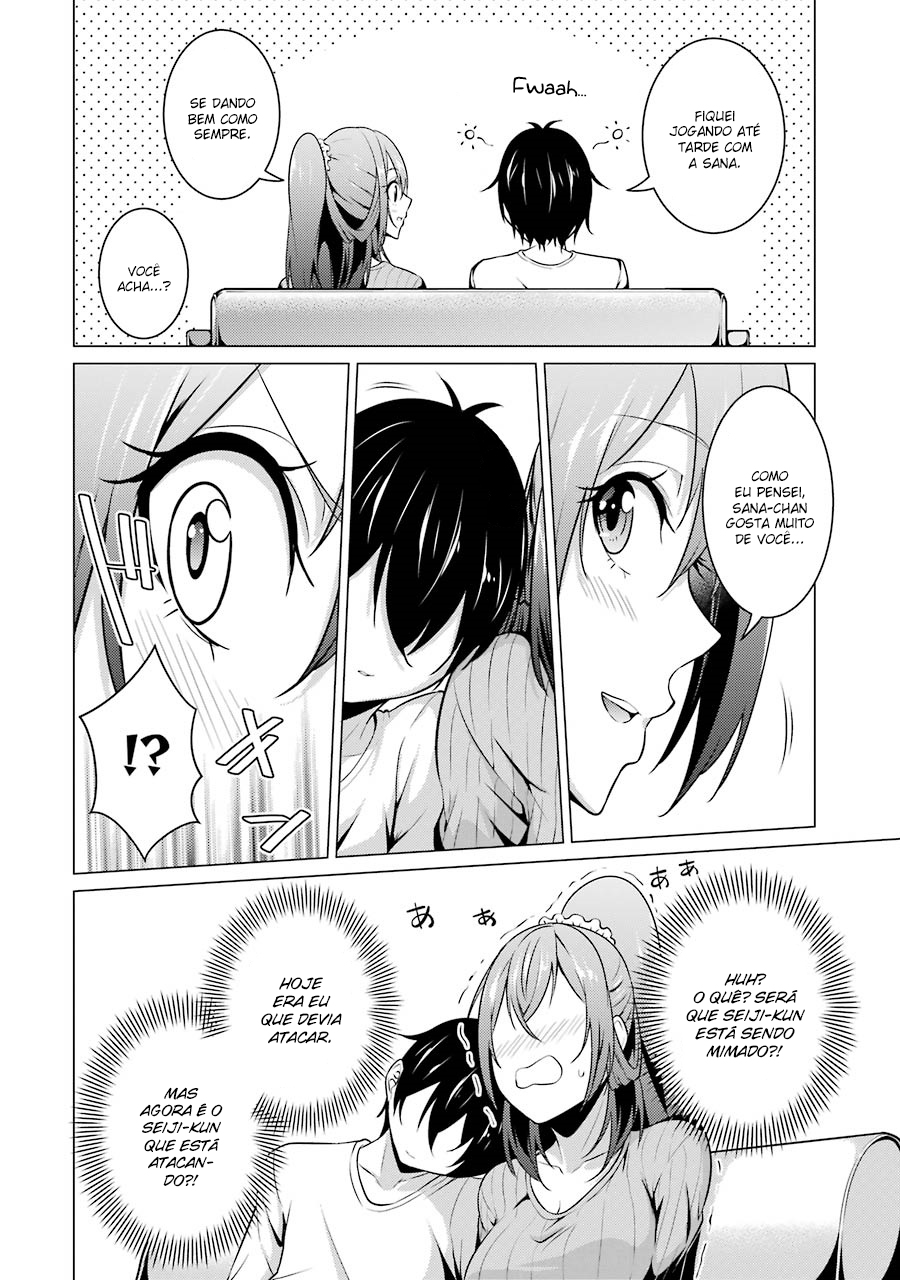 FIQUEI
JOGANDO ATÉ
TARDE COM
A SANA.
Fwaah...
SE DANDO
BEM COMO
SEMPRE.
VOCÊ
ACHA...?
COMO
EU PENSEI,
SANA-CHAN
GOSTA MUITO
DE VOCÊ...
!?
あ
あ
あ
あ
HUH?
O QUÊ? SERÁ
QUE SEIJI-KUN
ESTÁ SENDO
MIMADO?!
HOJE
ERA EU
QUE DEVIA
ATACAR.
MAS
AGORA É O
SEIJI-KUN
QUE ESTÁ
ATACAN-
DO?!